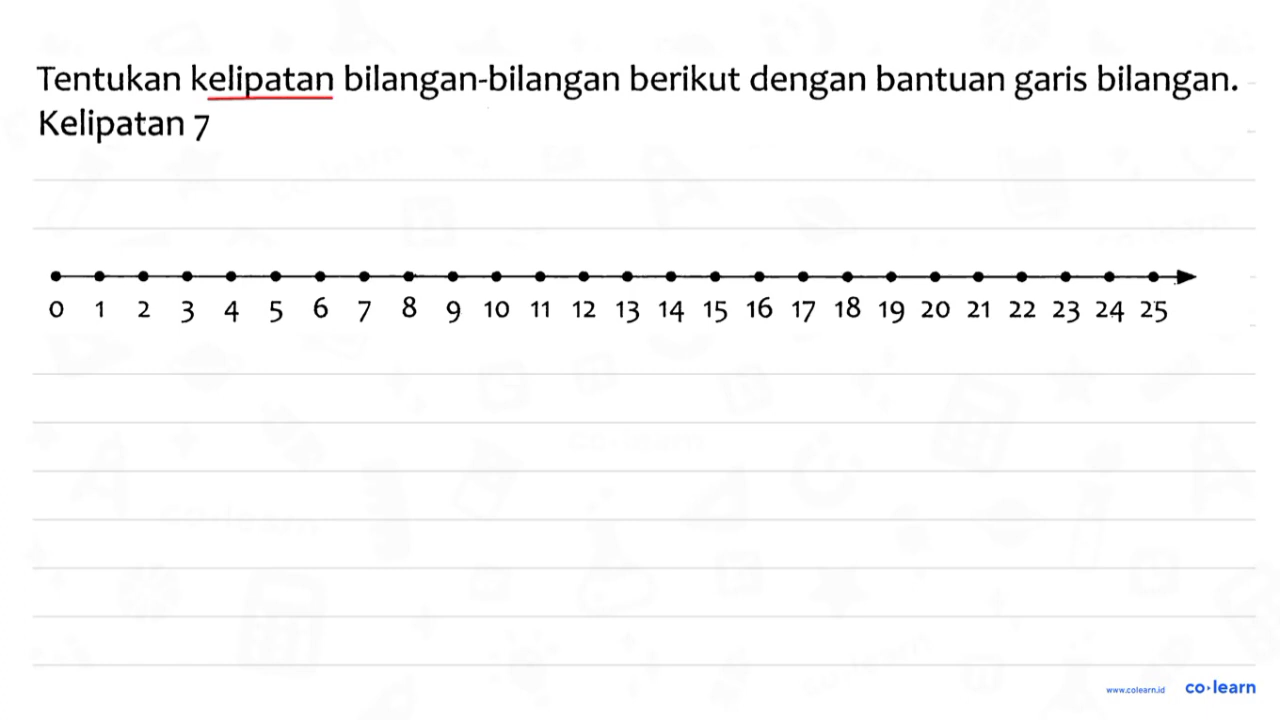 Tentukan kelipatan bilangan-bilangan berikut dengan bantuan garis bilangan.
Kelipatan 7
0 1 2 3 4 5 6 7 8 9 10 11 12 13 14 15 16 17 18 19 20 21 22 23 24 25
www.colearn.id co·learn